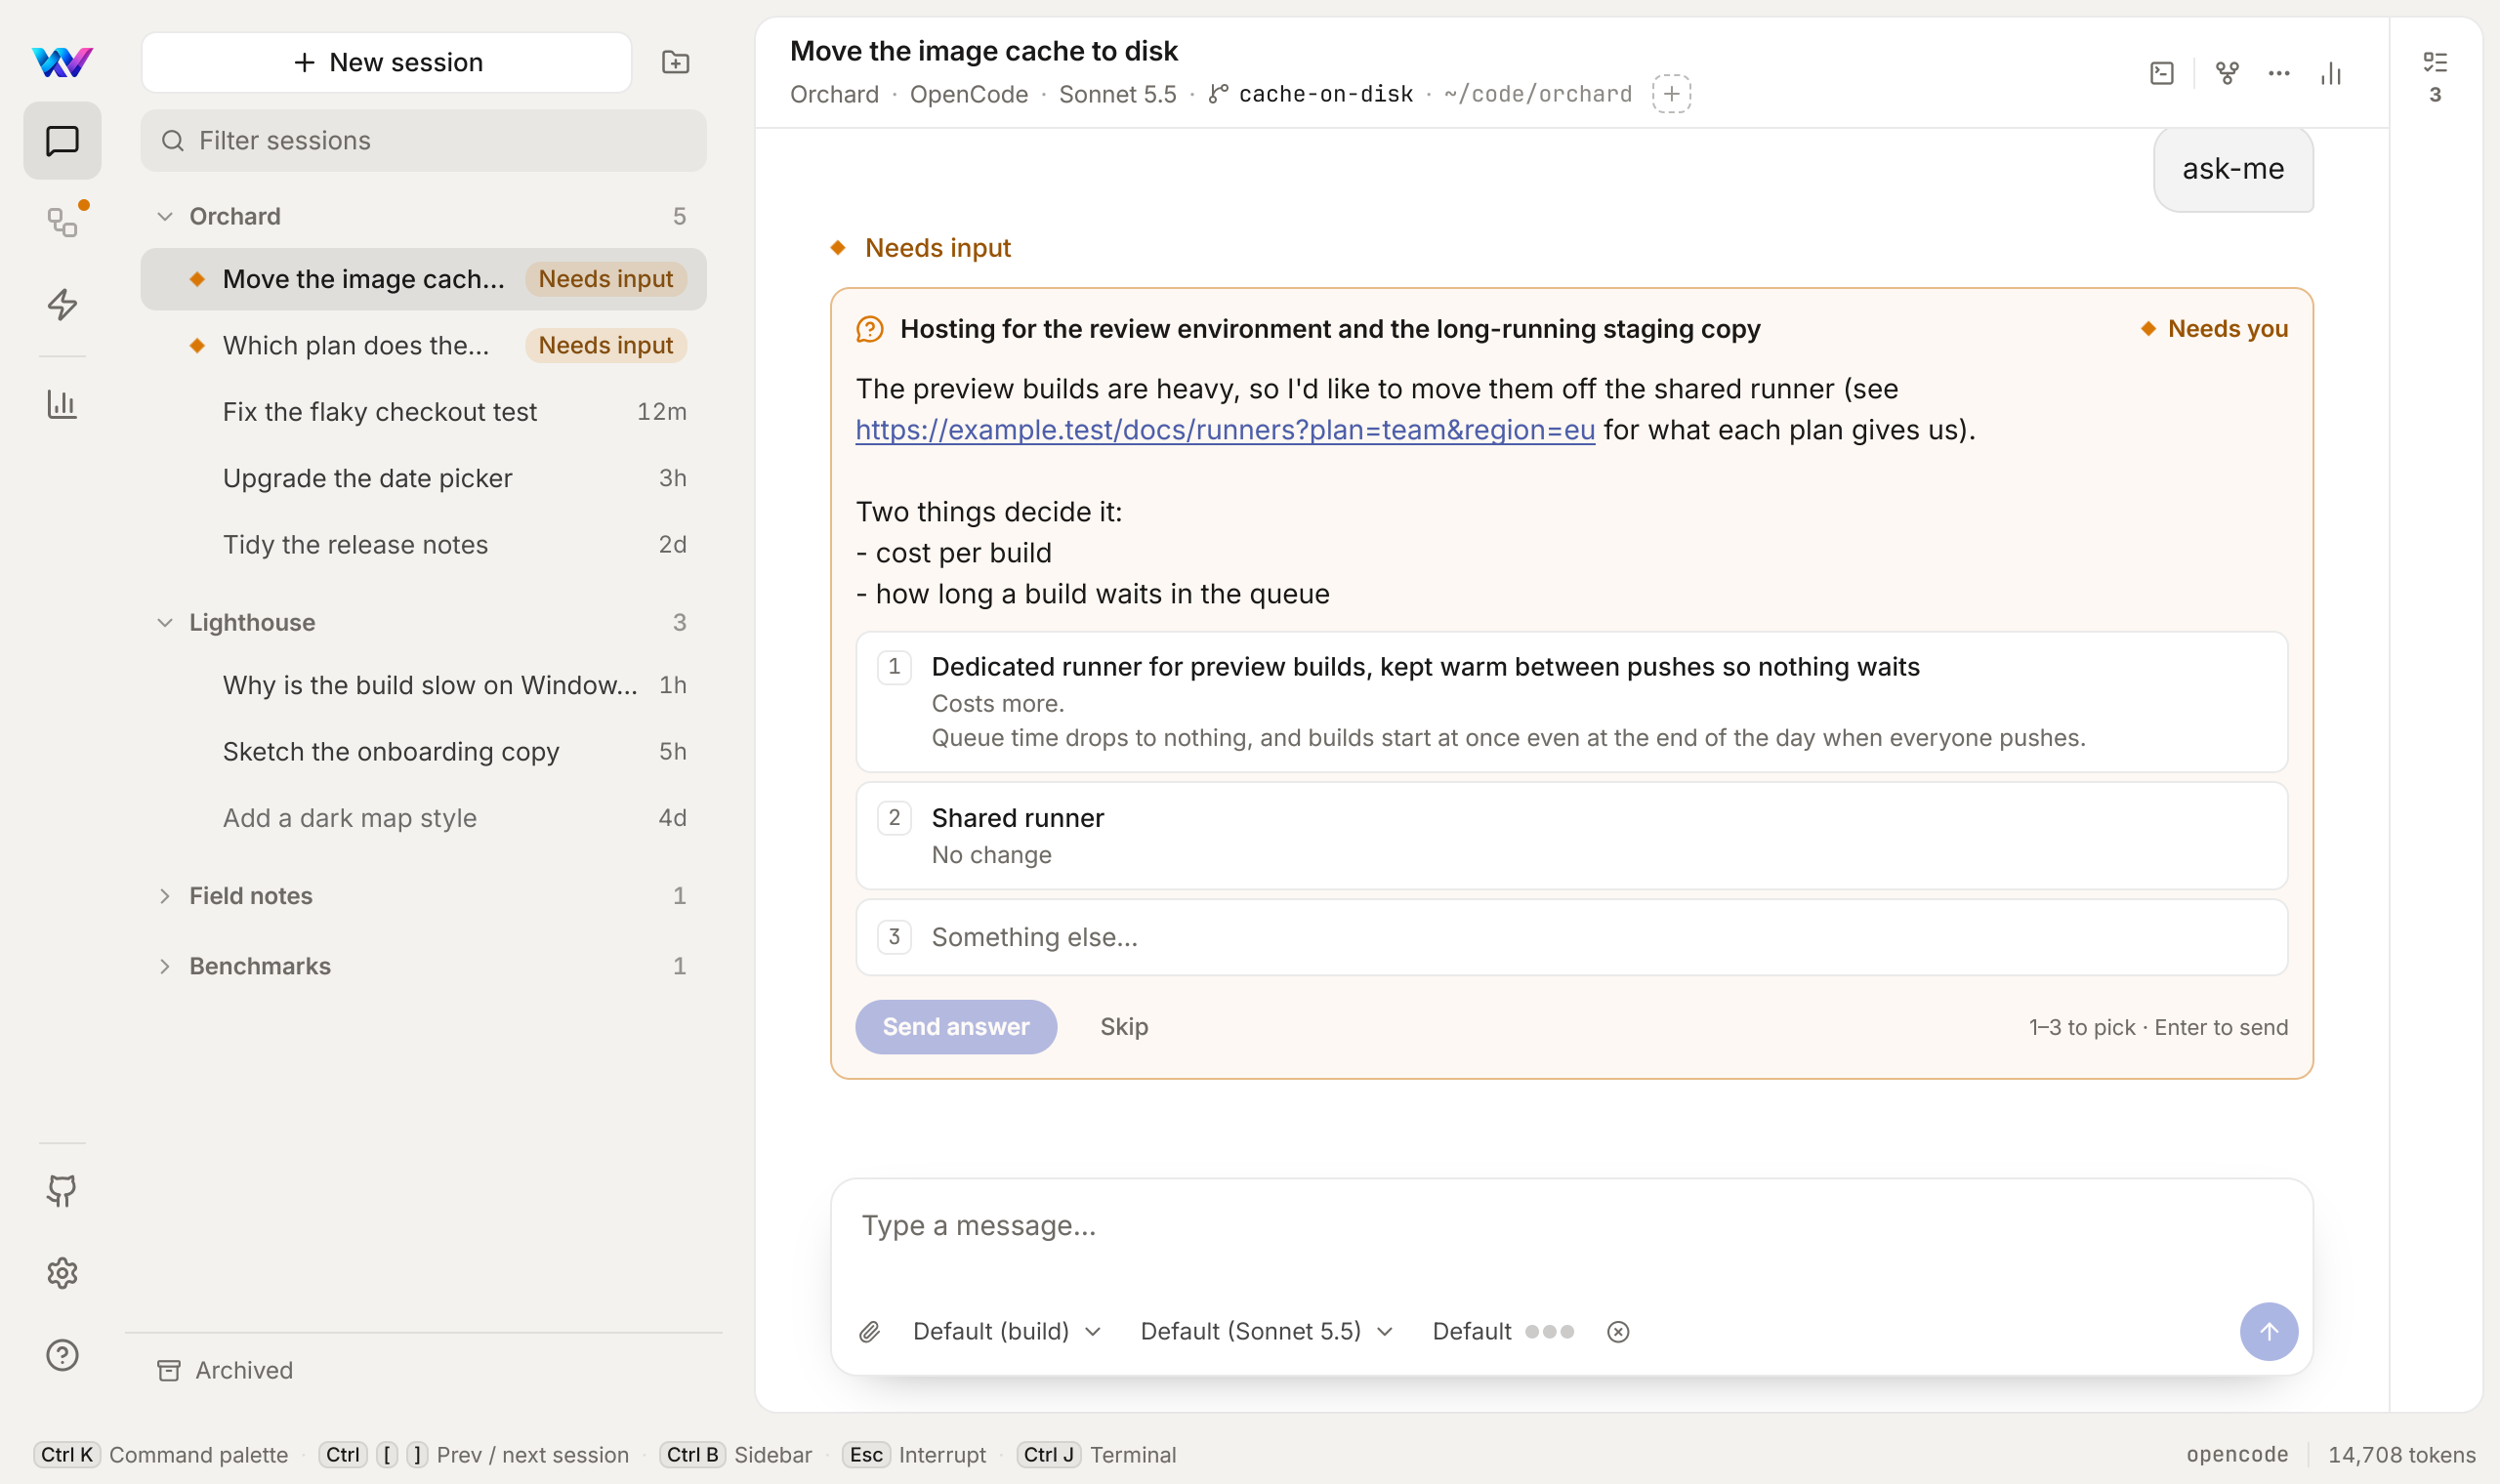 New session
Filter sessions
Orchard 5
Move the image cach... Needs input
Which plan does the... Needs input
Fix the flaky checkout test 12m
Upgrade the date picker 3h
Tidy the release notes 2d
Lighthouse 3
Why is the build slow on Window... 1h
Sketch the onboarding copy 5h
Add a dark map style 4d
Field notes 1
Benchmarks 1
Archived
Move the image cache to disk
Orchard · OpenCode · Sonnet 5.5 · cache-on-disk · ~/code/orchard
3
ask-me
Needs input
Hosting for the review environment and the long-running staging copy
Needs you
The preview builds are heavy, so I'd like to move them off the shared runner (see
https://example.test/docs/runners?plan=team&region=eu for what each plan gives us).
Two things decide it:
- cost per build
- how long a build waits in the queue
1 Dedicated runner for preview builds, kept warm between pushes so nothing waits
Costs more.
Queue time drops to nothing, and builds start at once even at the end of the day when everyone pushes.
2 Shared runner
No change
3 Something else...
Send answer Skip 1–3 to pick · Enter to send
Type a message...
Default (build) Default (Sonnet 5.5) Default
Ctrl K Command palette · Ctrl [ ] Prev / next session · Ctrl B Sidebar · Esc Interrupt · Ctrl J Terminal
opencode 14,708 tokens